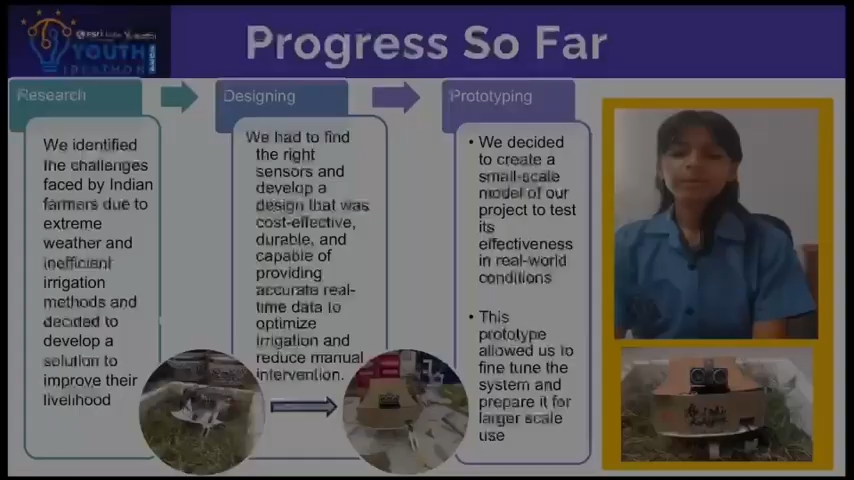 esri India
YOUTH
IDEATHON
Progress So Far
Research
We identified
the challenges
faced by Indian
farmers due to
extreme
weather and
inefficient
irrigation
methods and
decided to
develop a
solution to
improve their
livelihood
Designing
We had to find
the right
sensors and
develop a
design that was
cost-effective,
durable, and
capable of
providing
accurate real-
time data to
optimize
irrigation and
reduce manual
intervention.
Prototyping
• We decided
to create a
small-scale
model of our
project to test
its
effectiveness
in real-world
conditions
• This
prototype
allowed us to
fine tune the
system and
prepare it for
larger scale
use